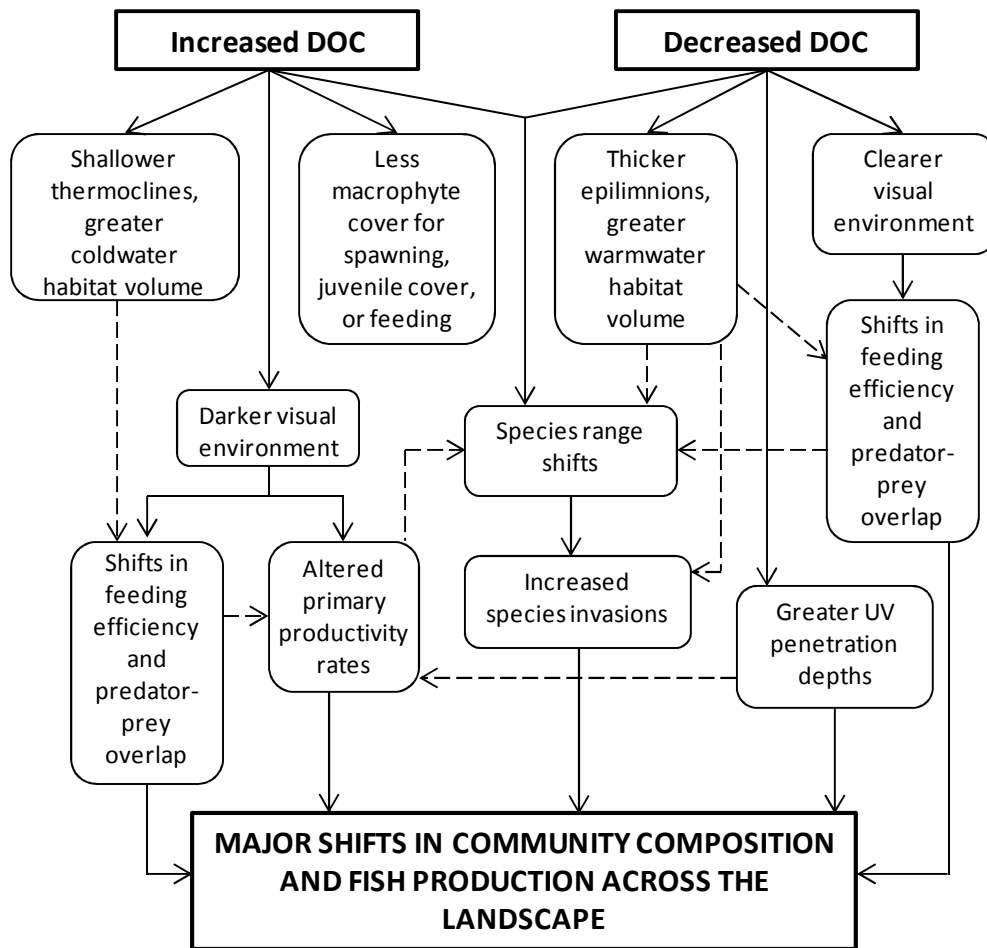 Increased DOC
Decreased DOC
Shallower
thermoclines,
greater
coldwater
habitat volume
Less
macrophyte
cover for
spawning,
juvenile cover,
or feeding
Thicker
epilimnions,
greater
warmwater
habitat
volume
Clearer
visual
environment
Darker visual
environment
Species range
shifts
Shifts in
feeding
efficiency
and
predator-
prey
overlap
Shifts in
feeding
efficiency
and
predator-
prey
overlap
Altered
primary
productivity
rates
Increased
species invasions
Greater UV
penetration
depths
MAJOR SHIFTS IN COMMUNITY COMPOSITION
AND FISH PRODUCTION ACROSS THE
LANDSCAPE